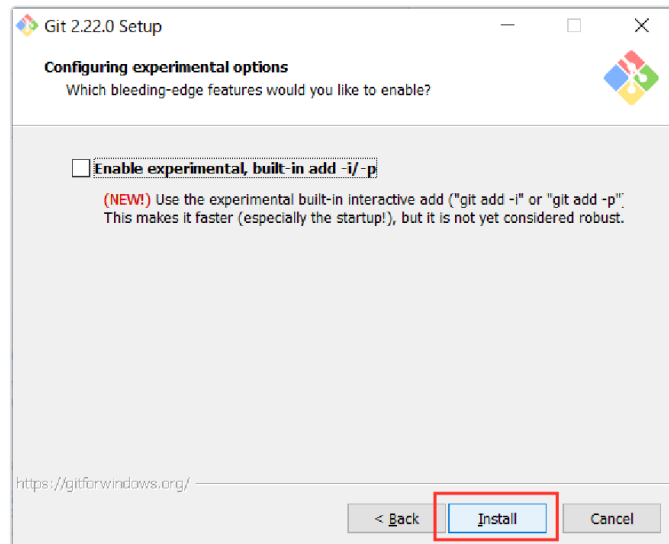 Git 2.22.0 Setup
Configuring experimental options
Which bleeding-edge features would you like to enable?
Enable experimental, built-in add -i/-p
(NEW!) Use the experimental built-in interactive add ("git add -i" or "git add -p")
This makes it faster (especially the startup!), but it is not yet considered robust.
https://gitforwindows.org/
< Back
Install
Cancel